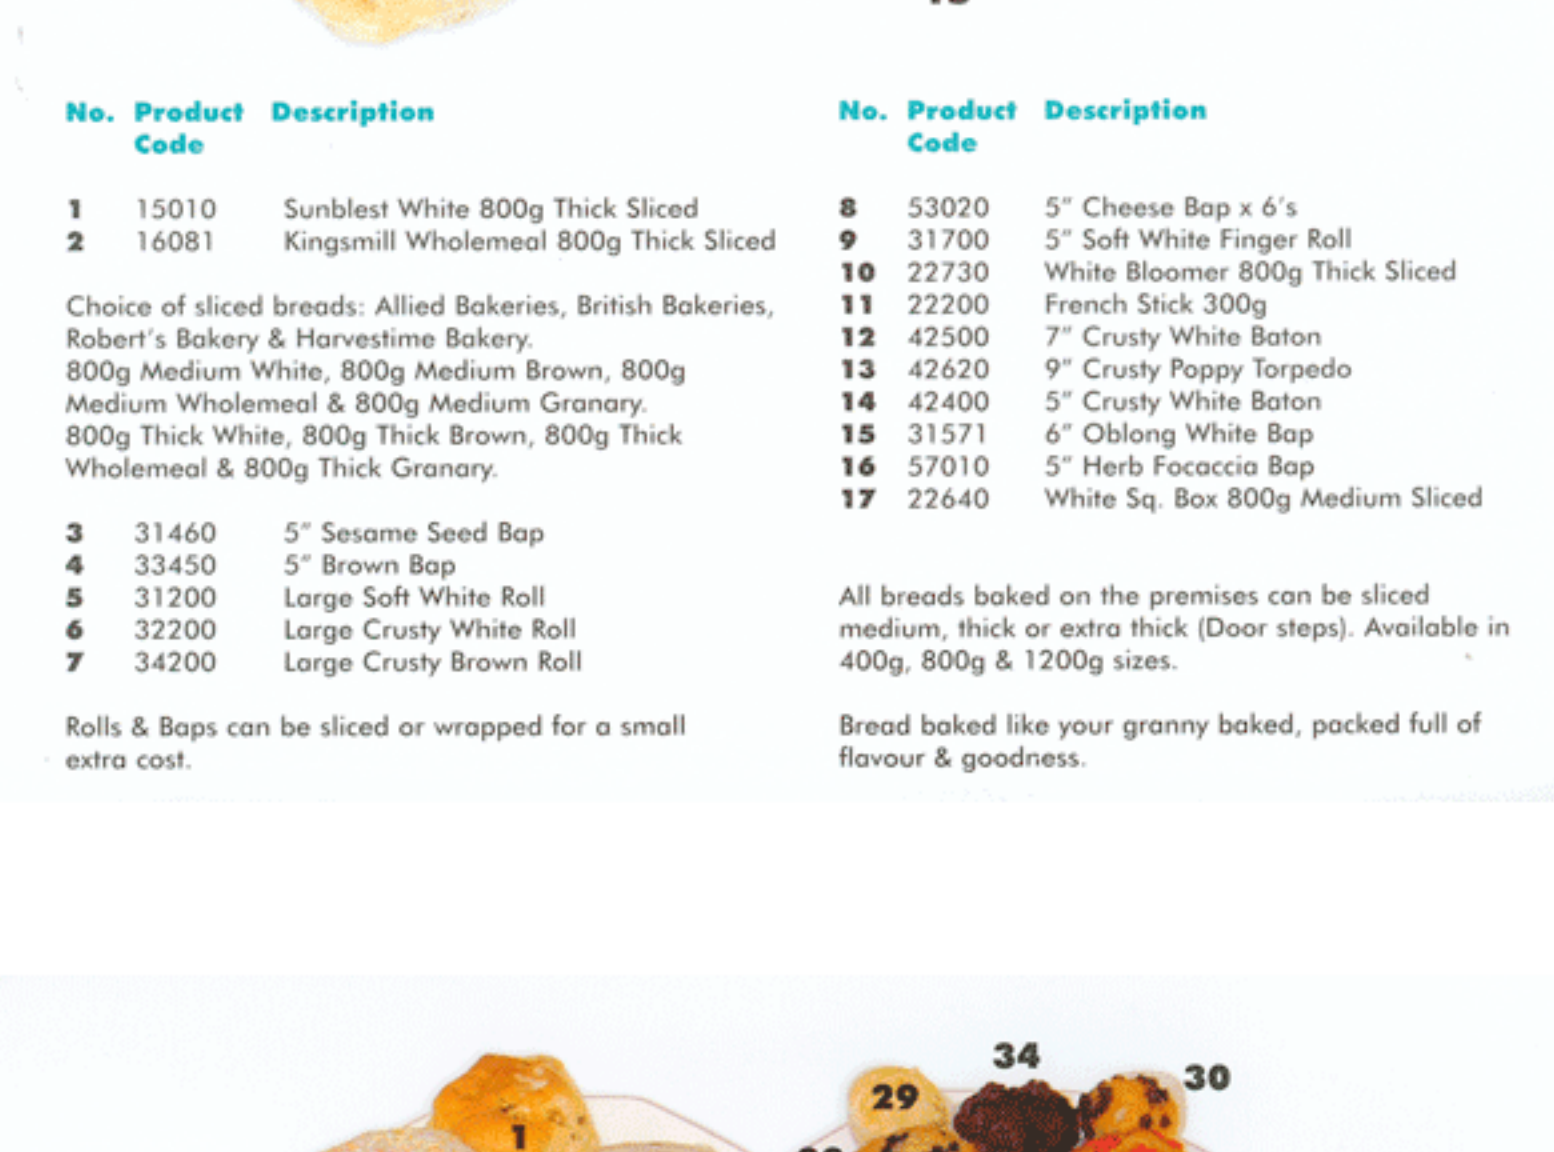 No. Product Description
Code
1 15010 Sunblest White 800g Thick Sliced
2 16081 Kingsmill Wholemeal 800g Thick Sliced
Choice of sliced breads: Allied Bakeries, British Bakeries,
Robert's Bakery & Harvestime Bakery.
800g Medium White, 800g Medium Brown, 800g
Medium Wholemeal & 800g Medium Granary.
800g Thick White, 800g Thick Brown, 800g Thick
Wholemeal & 800g Thick Granary.
3 31460 5" Sesame Seed Bap
4 33450 5" Brown Bap
5 31200 Large Soft White Roll
6 32200 Large Crusty White Roll
7 34200 Large Crusty Brown Roll
Rolls & Baps can be sliced or wrapped for a small
extra cost.
No. Product Description
Code
8 53020 5" Cheese Bap x 6's
9 31700 5" Soft White Finger Roll
10 22730 White Bloomer 800g Thick Sliced
11 22200 French Stick 300g
12 42500 7" Crusty White Baton
13 42620 9" Crusty Poppy Torpedo
14 42400 5" Crusty White Baton
15 31571 6" Oblong White Bap
16 57010 5" Herb Focaccia Bap
17 22640 White Sq. Box 800g Medium Sliced
All breads baked on the premises can be sliced
medium, thick or extra thick (Door steps). Available in
400g, 800g & 1200g sizes.
Bread baked like your granny baked, packed full of
flavour & goodness.
34
30
29
1